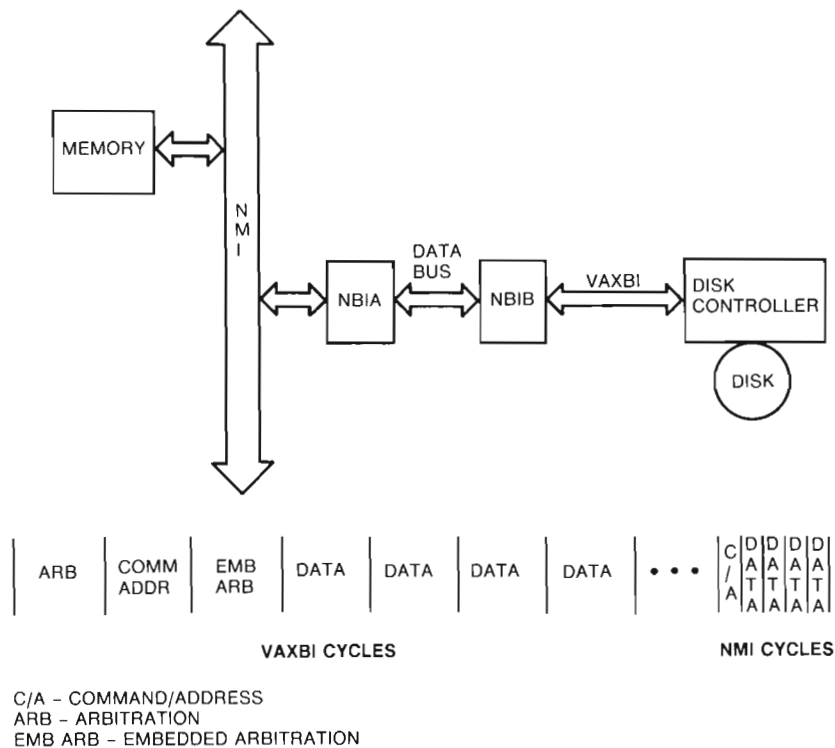 MEMORY
N
M
I
DATA
BUS
NBIA
NBIB
VAXBI
DISK
CONTROLLER
DISK
ARB
COMM
ADDR
EMB
ARB
DATA
DATA
DATA
DATA
• • •
C/A
DATA
DATA
DATA
DATA
VAXBI CYCLES
NMI CYCLES
C/A – COMMAND/ADDRESS
ARB – ARBITRATION
EMB ARB – EMBEDDED ARBITRATION